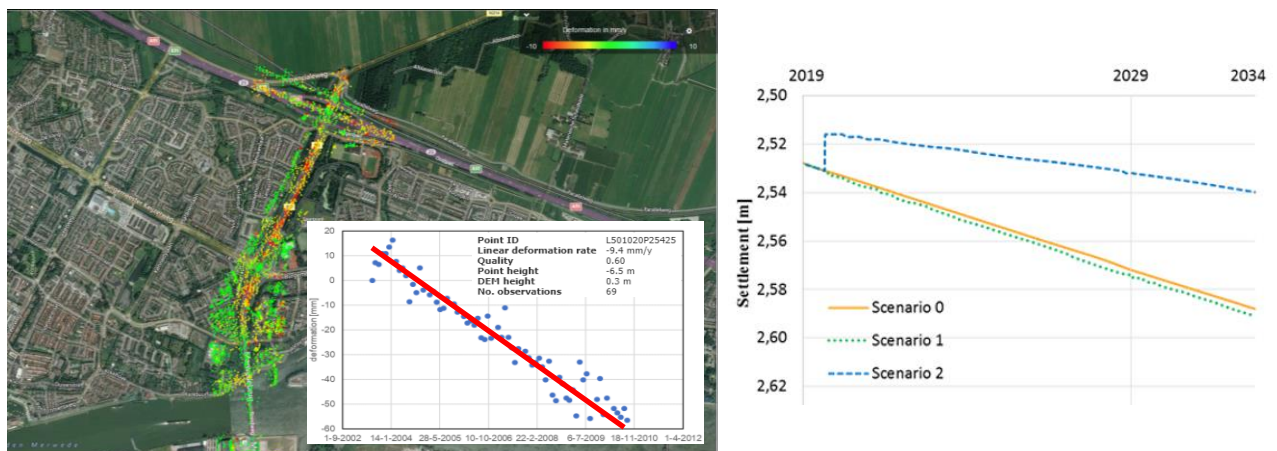 Deformation in mm/y
-10
10
20
10
0
-10
-20
-30
-40
-50
-60
deformation [mm]
Point ID L501020P25425
Linear deformation rate -9.4 mm/y
Quality 0.60
Point height -6.5 m
DEM height 0.3 m
No. observations 69
1-9-2002 14-1-2004 28-5-2005 10-10-2006 22-2-2008 6-7-2009 18-11-2010 1-4-2012
2019 2029 2034
2,50
2,52
2,54
2,56
2,58
2,60
2,62
Settlement [m]
Scenario 0
Scenario 1
Scenario 2